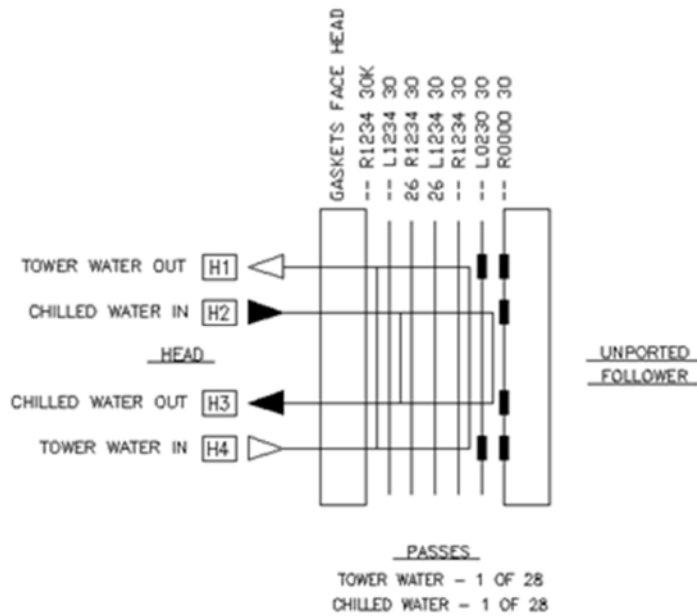 GASKETS FACE HEAD
-- R1234 30K
-- L1234 30
26 R1234 30
26 L1234 30
-- R1234 30
-- L0230 30
-- R0000 30
TOWER WATER OUT H1
CHILLED WATER IN H2
HEAD
CHILLED WATER OUT H3
TOWER WATER IN H4
UNPORTED
FOLLOWER
PASSES
TOWER WATER - 1 OF 28
CHILLED WATER - 1 OF 28